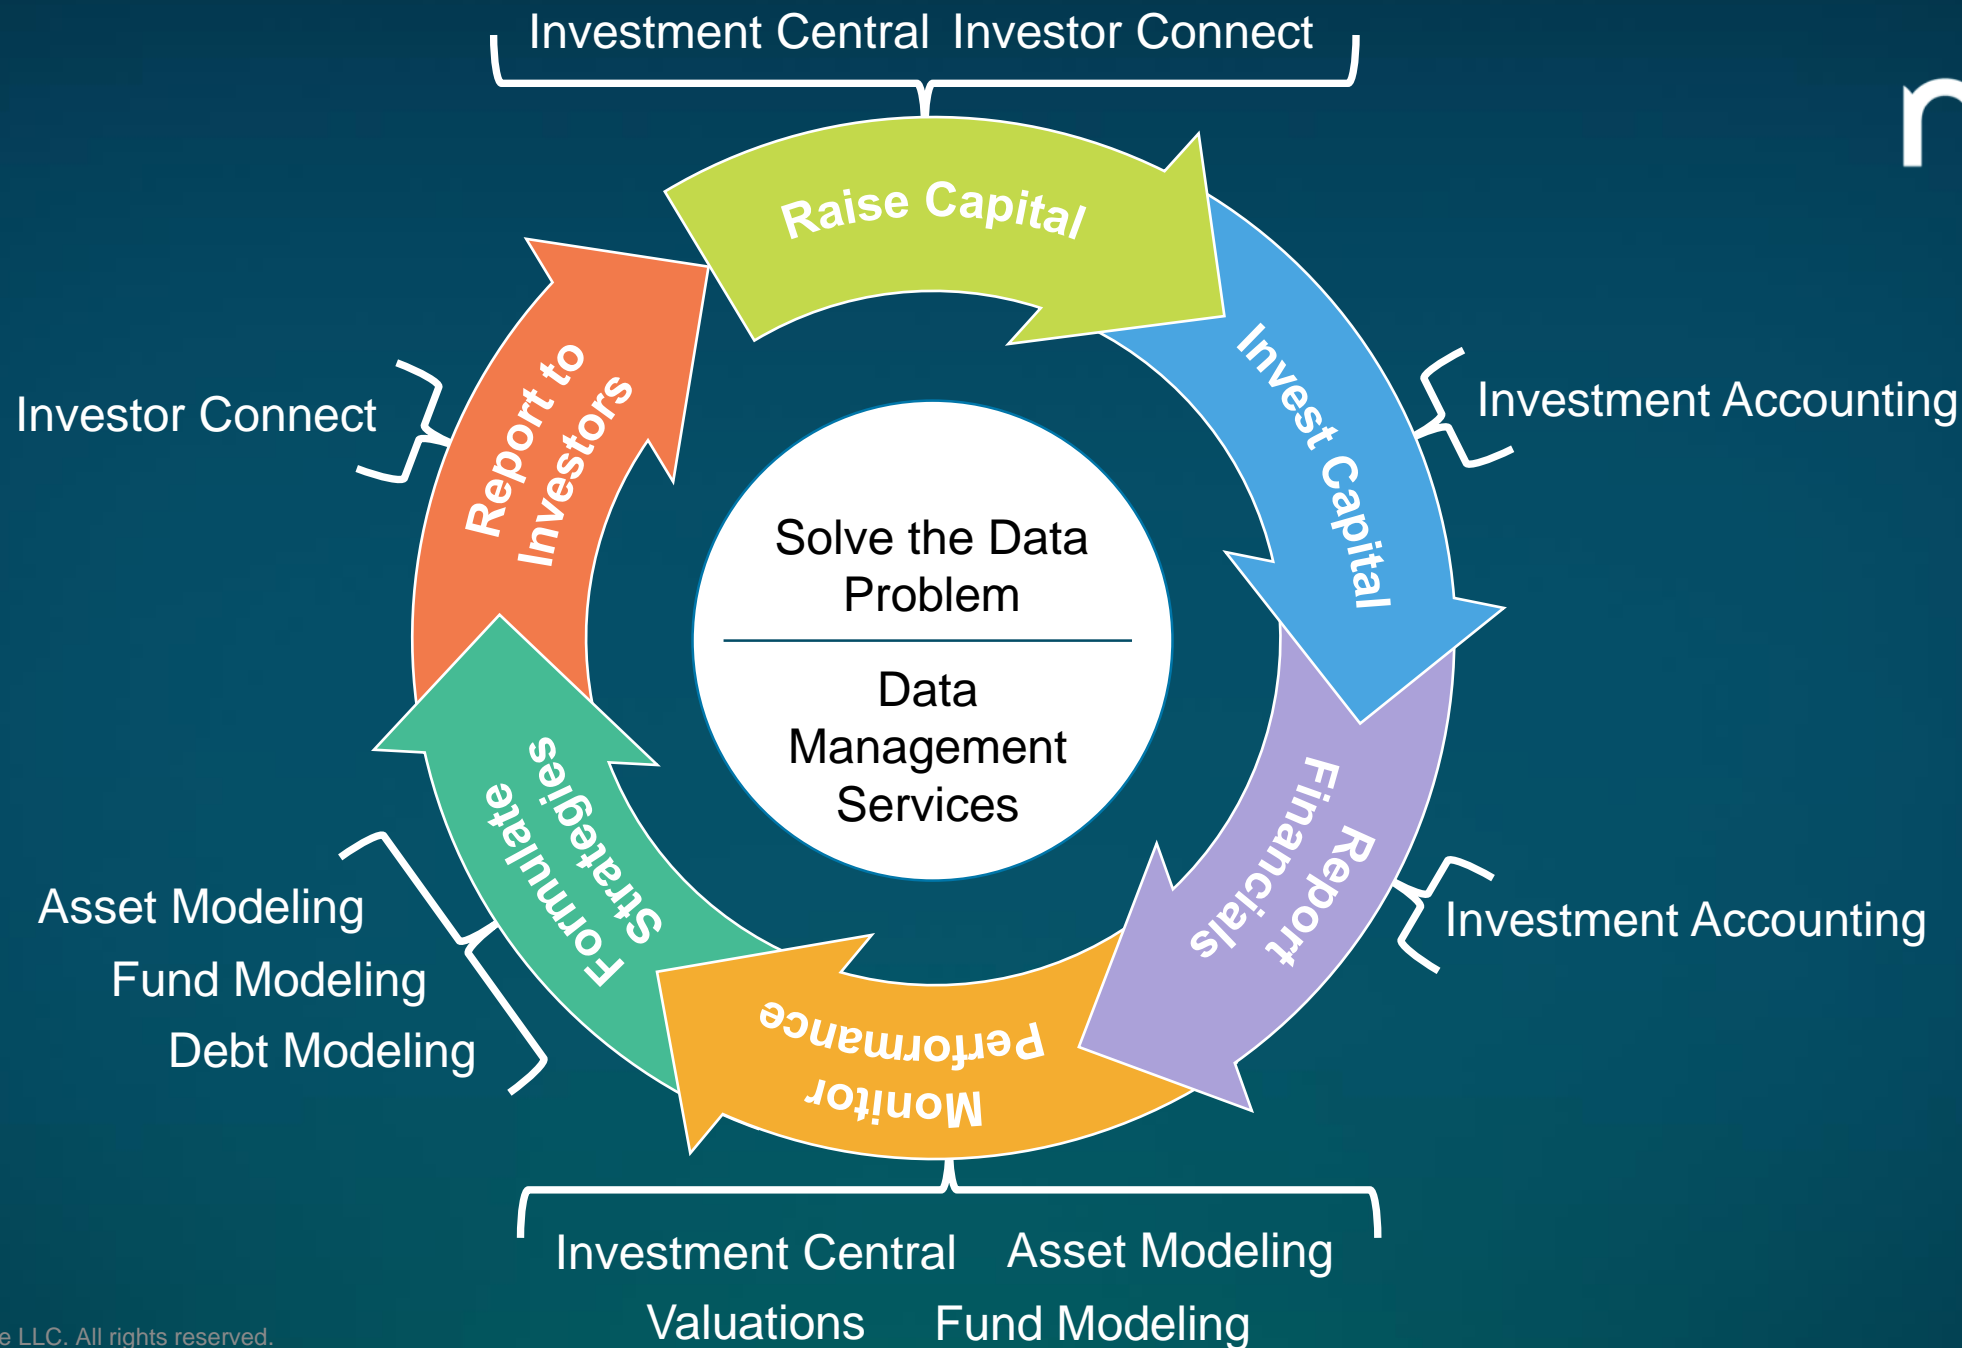 Investment Central Investor Connect
Raise Capital
Invest Capital
Investment Accounting
Report
Financials
Investment Accounting
Monitor
Performance
Investment Central Asset Modeling
Valuations Fund Modeling
Formulate
Strategies
Asset Modeling
Fund Modeling
Debt Modeling
Report to
Investors
Investor Connect
Solve the Data
Problem
Data
Management
Services
LLC. All rights reserved.